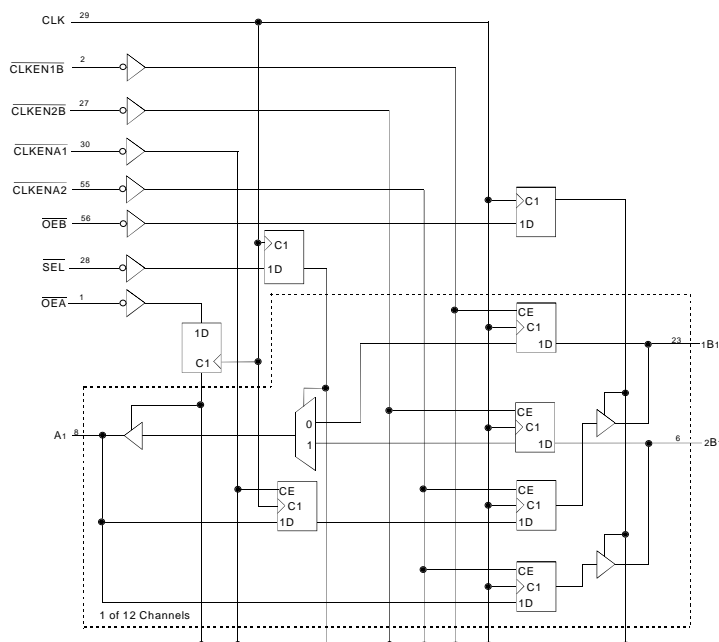 CLK 29
CLKEN1B 2
CLKEN2B 27
CLKENA1 30
CLKENA2 55
OEB 56
SEL 28
OEA 1
C1
1D
C1
1D
1D
C1
CE
C1
1D
23 1B1
0
1
CE
C1
1D
6 2B1
A1 8
CE
C1
1D
CE
C1
1D
CE
C1
1D
1 of 12 Channels